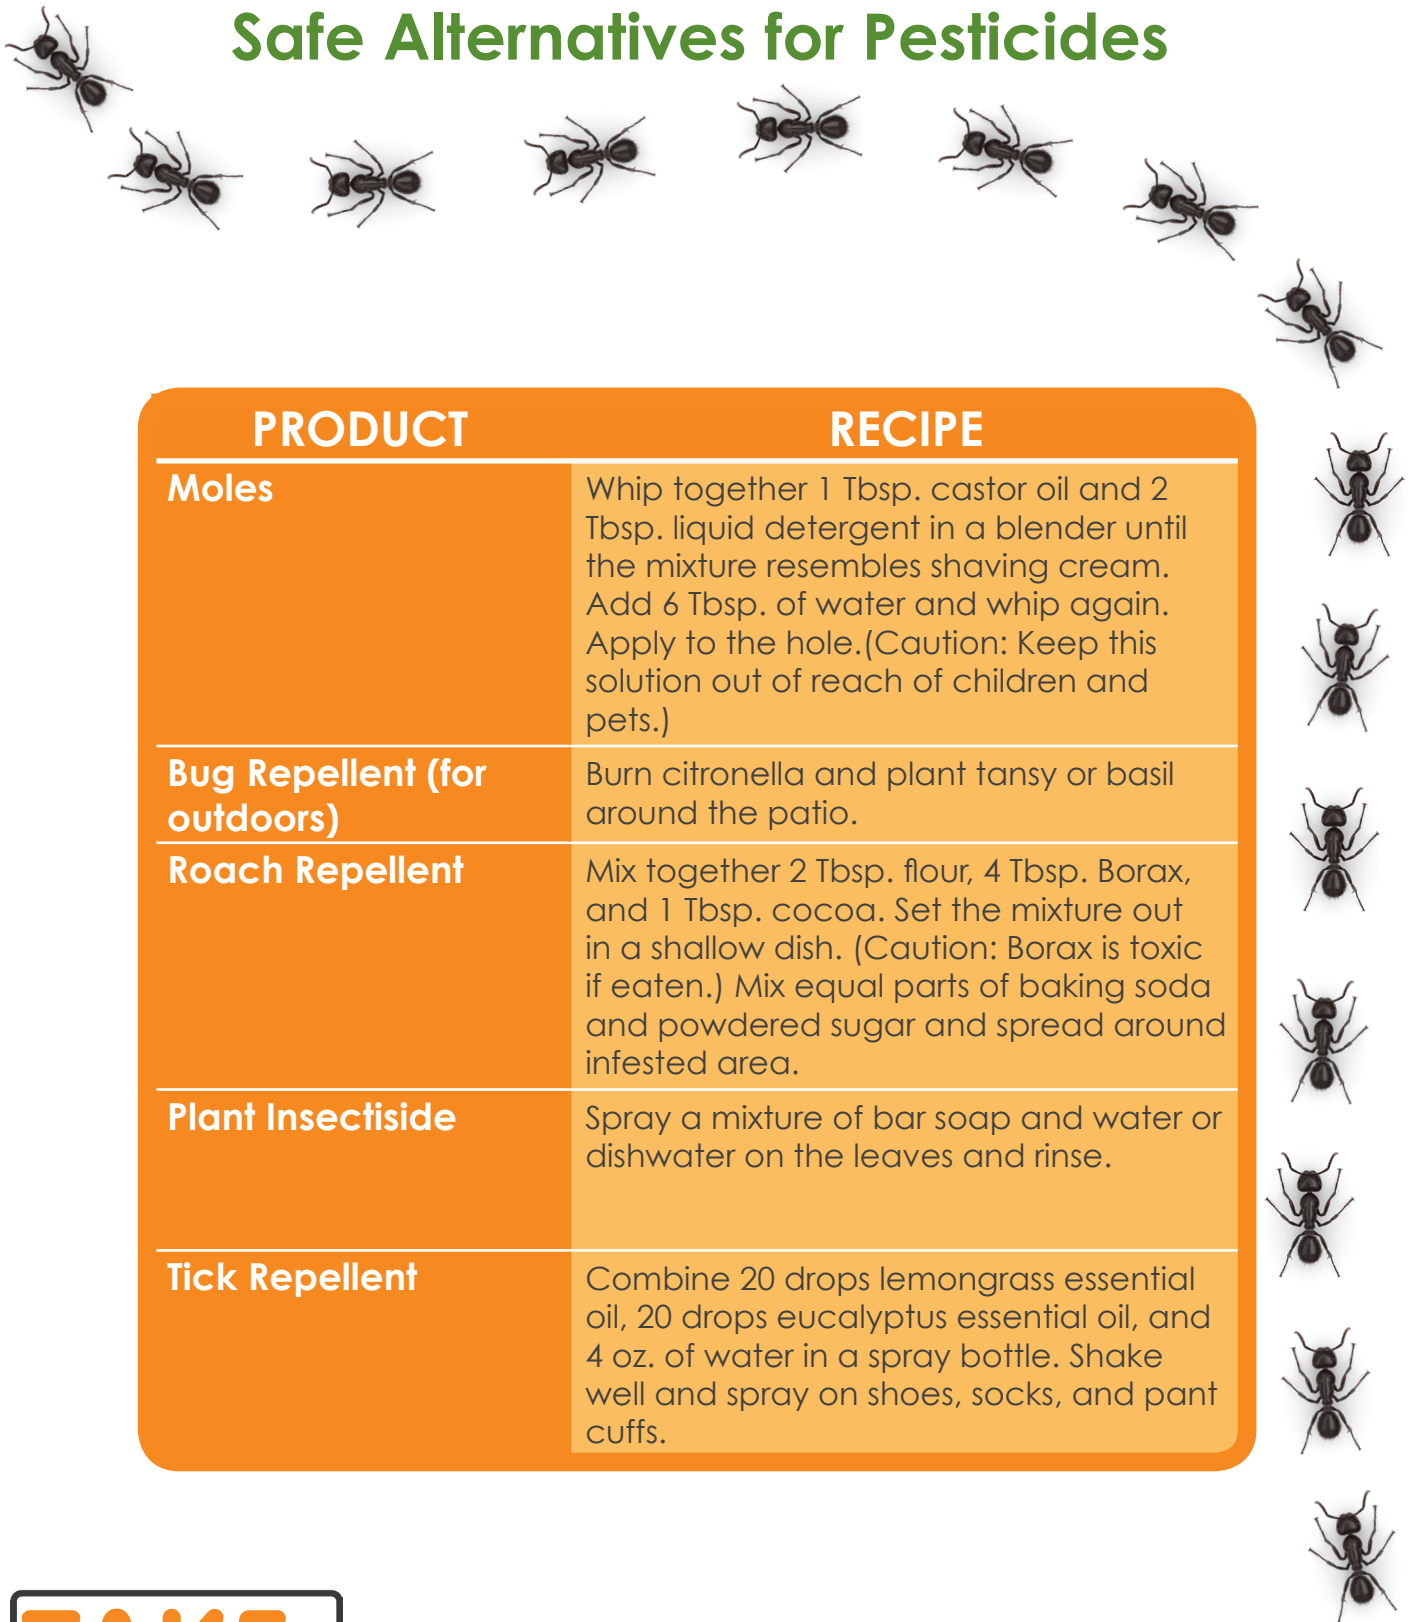 Safe Alternatives for Pesticides
PRODUCT
RECIPE
Moles
Whip together 1 Tbsp. castor oil and 2
Tbsp. liquid detergent in a blender until
the mixture resembles shaving cream.
Add 6 Tbsp. of water and whip again.
Apply to the hole.(Caution: Keep this
solution out of reach of children and
pets.)
Bug Repellent (for
outdoors)
Burn citronella and plant tansy or basil
around the patio.
Roach Repellent
Mix together 2 Tbsp. flour, 4 Tbsp. Borax,
and 1 Tbsp. cocoa. Set the mixture out
in a shallow dish. (Caution: Borax is toxic
if eaten.) Mix equal parts of baking soda
and powdered sugar and spread around
infested area.
Plant Insectiside
Spray a mixture of bar soap and water or
dishwater on the leaves and rinse.
Tick Repellent
Combine 20 drops lemongrass essential
oil, 20 drops eucalyptus essential oil, and
4 oz. of water in a spray bottle. Shake
well and spray on shoes, socks, and pant
cuffs.